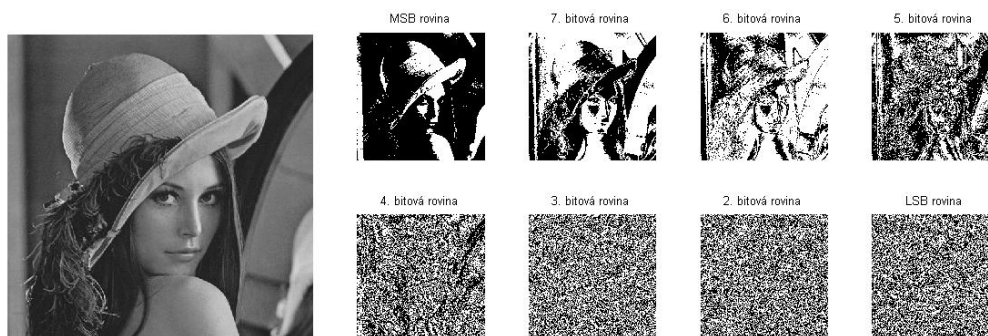 MSB rovina
7. bitová rovina
6. bitová rovina
5. bitová rovina
4. bitová rovina
3. bitová rovina
2. bitová rovina
LSB rovina